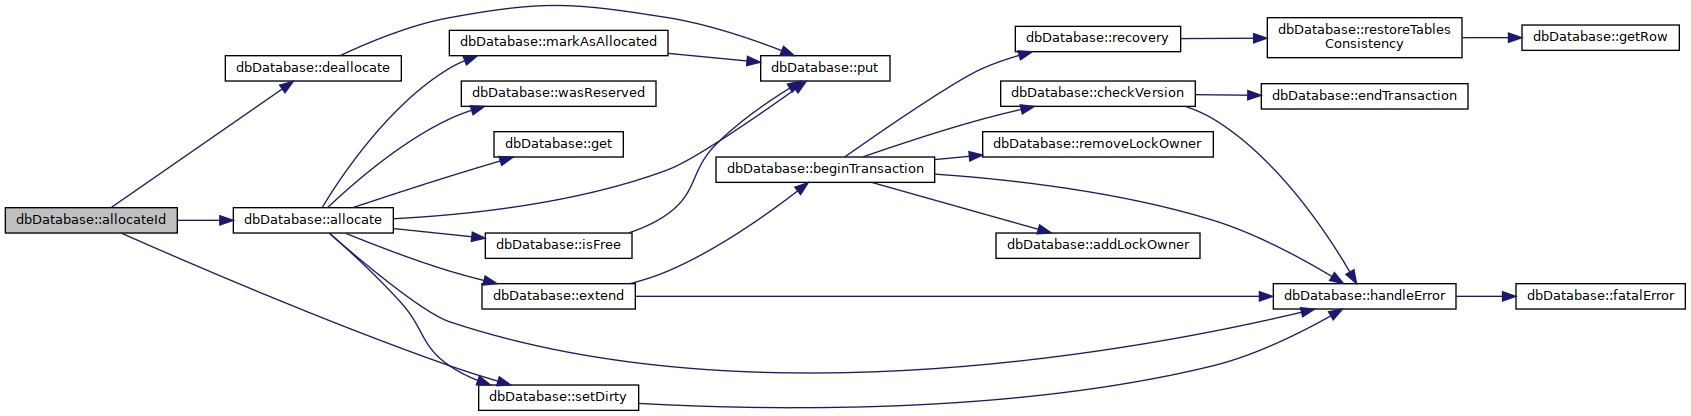 dbDatabase::allocateId
dbDatabase::deallocate
dbDatabase::allocate
dbDatabase::markAsAllocated
dbDatabase::wasReserved
dbDatabase::get
dbDatabase::isFree
dbDatabase::extend
dbDatabase::setDirty
dbDatabase::put
dbDatabase::beginTransaction
dbDatabase::recovery
dbDatabase::checkVersion
dbDatabase::removeLockOwner
dbDatabase::addLockOwner
dbDatabase::restoreTables
Consistency
dbDatabase::endTransaction
dbDatabase::handleError
dbDatabase::getRow
dbDatabase::fatalError